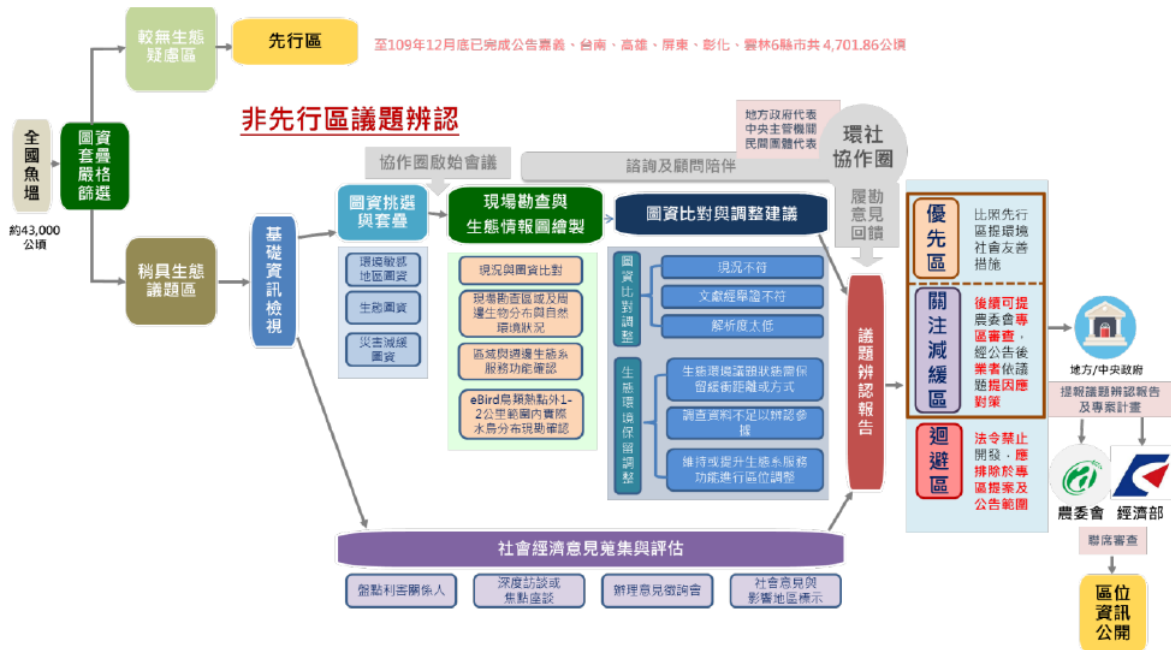 較無生態
疑慮區
先行區
至109年12月底已完成公告嘉義、台南、高雄、屏東、彰化、雲林6縣市共 4,701.86公頃
全國魚塭
約43,000
公頃
圖資
套疊
嚴格
篩選
稍具生態
議題區
非先行區議題辨認
基礎資訊檢視
協作圈啟始會議
諮詢及顧問陪伴
地方政府代表
中央主管機關
民間團體代表
環社
協作圈
履勘
意見
回饋
圖資挑選
與套疊
環境敏感
地區圖資
生態圖資
災害減緩
圖資
現場勘查與
生態情報圖繪製
現況與圖資比對
現場勘查區域及周
邊生物分布與自然
環境狀況
區域與週邊生態系
服務功能確認
eBird鳥類熱點外1-
2公里範圍內實際
水鳥分布現勘確認
圖資比對與調整建議
圖資比對調整
現況不符
文獻經舉證不符
解析度太低
生態環境保留調整
生態環境議題狀態需保
留緩衝距離或方式
調查資料不足以辨認參
據
維持或提升生態系服務
功能進行區位調整
議題辨認報告
社會經濟意見蒐集與評估
盤點利害關係人
深度訪談或
焦點座談
辦理意見徵詢會
社會意見與
影響地區標示
優先區
比照先行
區提環境
社會友善
措施
關注減緩區
後續可提
農委會專
區審查，
經公告後
業者依議
題提因應
對策
迴避區
法令禁止
開發，應
排除於專
區提案及
公告範圍
地方/中央政府
提報議題辨認報告
及專案計畫
農委會
經濟部
聯席審查
區位
資訊
公開